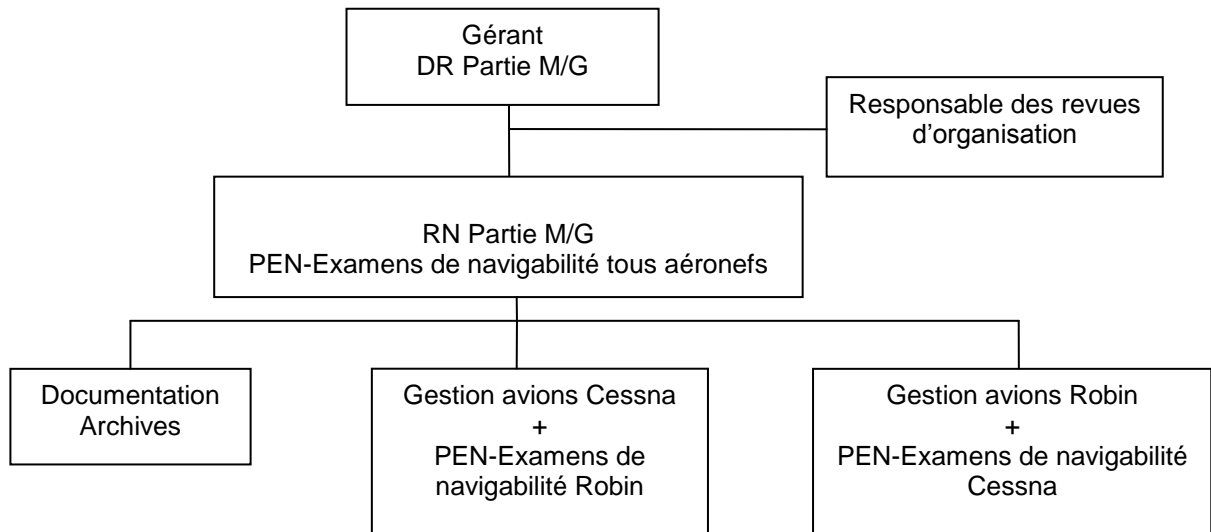 Gérant
DR Partie M/G
Responsable des revues
d'organisation
RN Partie M/G
PEN-Examens de navigabilité tous aéronefs
Documentation
Archives
Gestion avions Cessna
+
PEN-Examens de
navigabilité Robin
Gestion avions Robin
+
PEN-Examens de navigabilité
Cessna